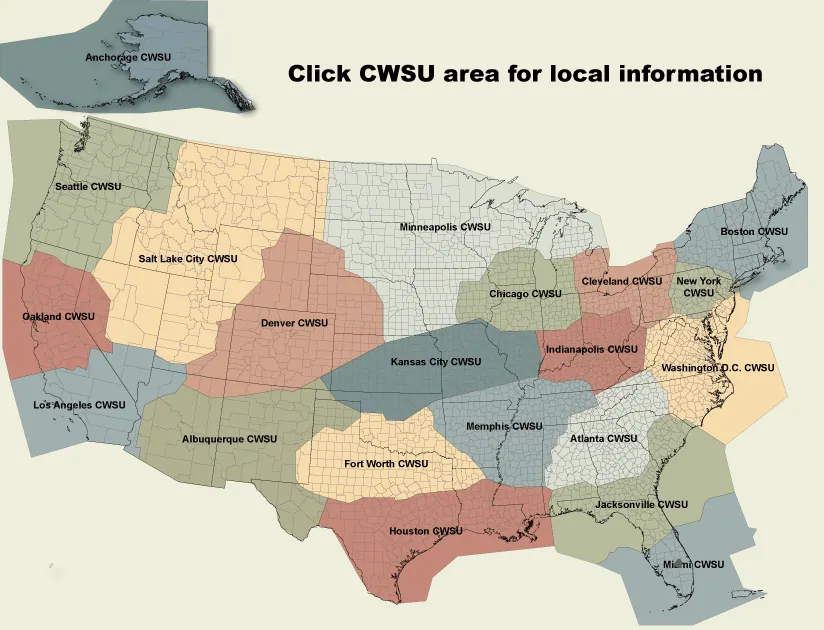 Anchorage CWSU
Click CWSU area for local information
Seattle CWSU
Minneapolis CWSU
Boston CWSU
Salt Lake City CWSU
Chicago CWSU
Cleveland CWSU
New York
CWSU
Oakland CWSU
Denver CWSU
Indianapolis CWSU
Kansas City CWSU
Washington D.C. CWSU
Los Angeles CWSU
Memphis CWSU
Albuquerque CWSU
Atlanta CWSU
Fort Worth CWSU
Jacksonville CWSU
Houston CWSU
Miami CWSU